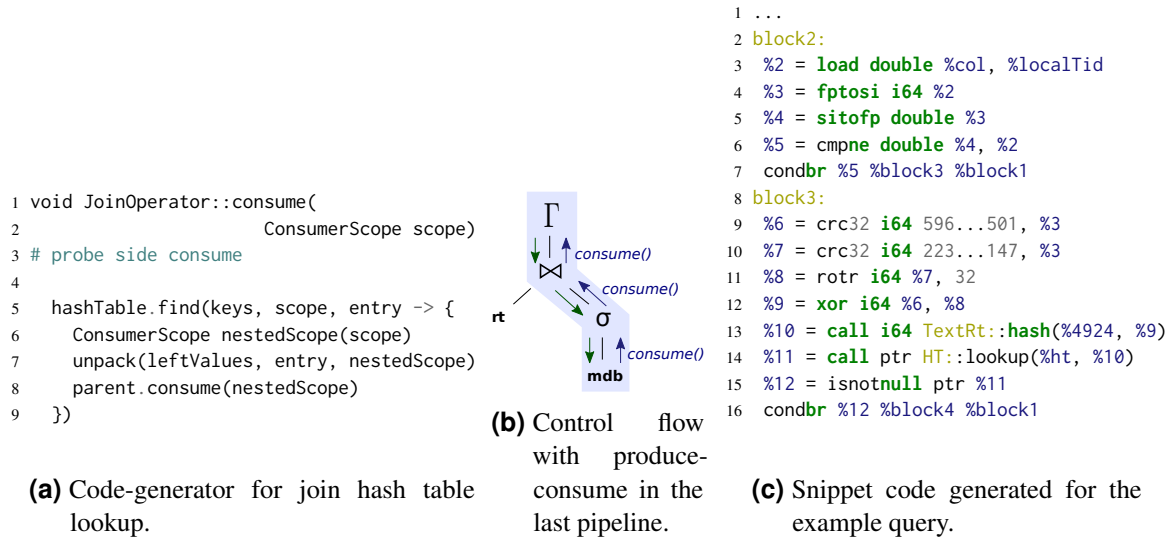 1 void JoinOperator::consume(
2 ConsumerScope scope)
3 # probe side consume
4
5 hashTable.find(keys, scope, entry -> {
6 ConsumerScope nestedScope(scope)
7 unpack(leftValues, entry, nestedScope)
8 parent.consume(nestedScope)
9 })
(a) Code-generator for join hash table
lookup.
Γ
consume()
⋈
consume()
rt
σ
consume()
mdb
(b) Control flow
with produce-
consume in the
last pipeline.
1 ...
2 block2:
3 %2 = load double %col, %localTid
4 %3 = fptosi i64 %2
5 %4 = sitofp double %3
6 %5 = cmpne double %4, %2
7 condbr %5 %block3 %block1
8 block3:
9 %6 = crc32 i64 596...501, %3
10 %7 = crc32 i64 223...147, %3
11 %8 = rotr i64 %7, 32
12 %9 = xor i64 %6, %8
13 %10 = call i64 TextRt::hash(%4924, %9)
14 %11 = call ptr HT::lookup(%ht, %10)
15 %12 = isnotnull ptr %11
16 condbr %12 %block4 %block1
(c) Snippet code generated for the
example query.